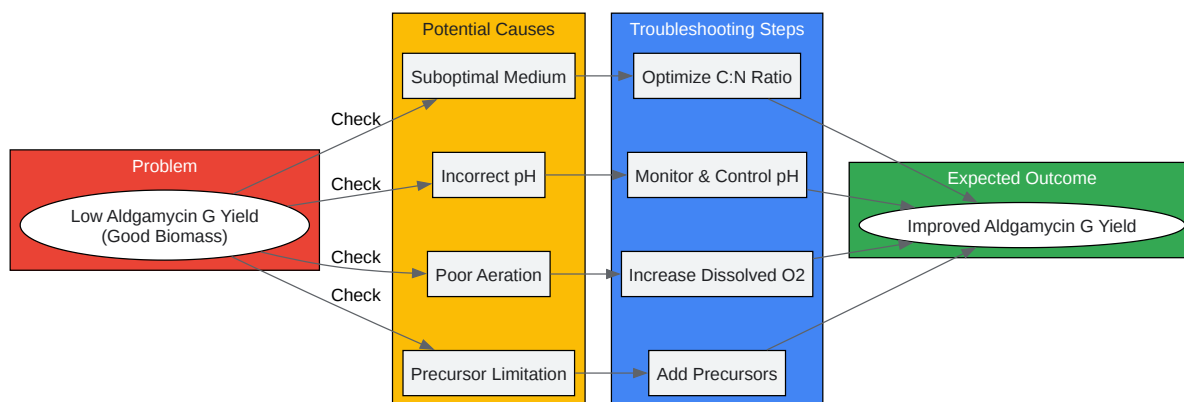 Problem
Low Aldgamycin G Yield
(Good Biomass)
Check
Check
Check
Check
Potential Causes
Suboptimal Medium
Incorrect pH
Poor Aeration
Precursor Limitation
Troubleshooting Steps
Optimize C:N Ratio
Monitor & Control pH
Increase Dissolved O2
Add Precursors
Expected Outcome
Improved Aldgamycin G Yield